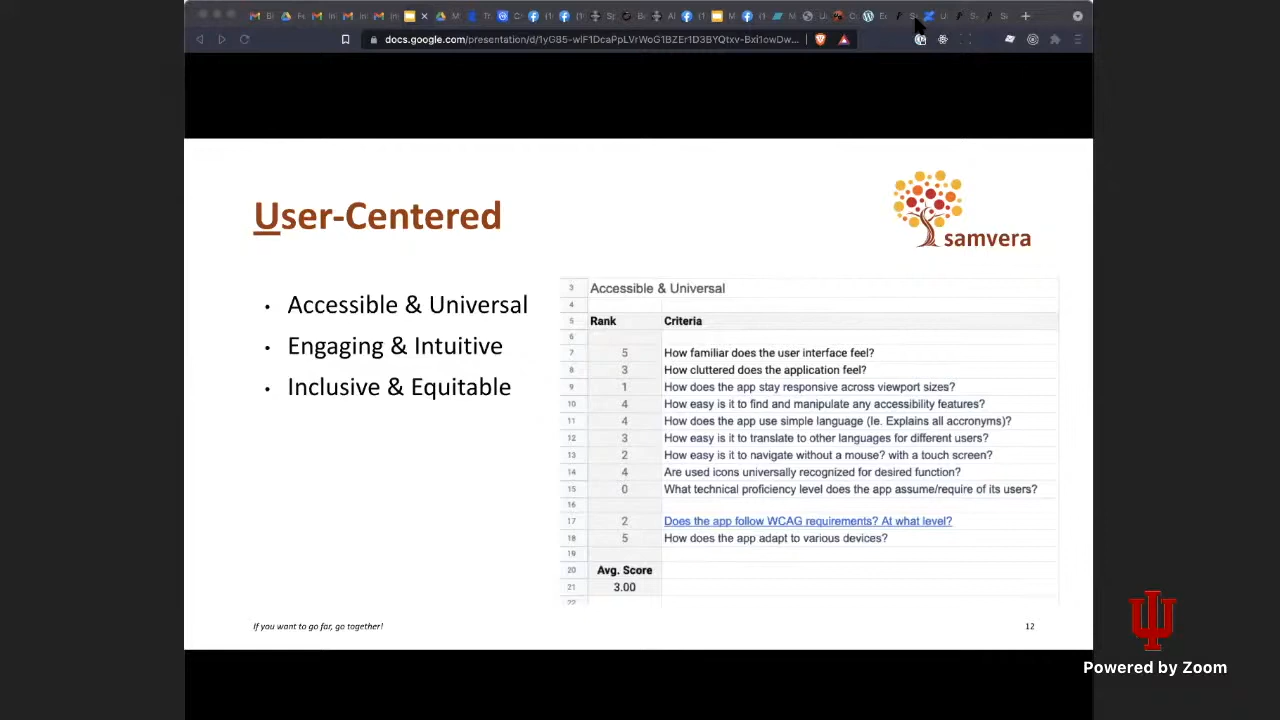 docs.google.com/presentation/d/1yG85-wIF1DcaPpLVrWoG1BZEr1D3BYQtxv-Bxi1owDw...
User-Centered
samvera
• Accessible & Universal
• Engaging & Intuitive
• Inclusive & Equitable
3 Accessible & Universal
4
5 Rank Criteria
6
7 5 How familiar does the user interface feel?
8 3 How cluttered does the application feel?
9 1 How does the app stay responsive across viewport sizes?
10 4 How easy is it to find and manipulate any accessibility features?
11 4 How does the app use simple language (Ie. Explains all accronyms)?
12 3 How easy is it to translate to other languages for different users?
13 2 How easy is it to navigate without a mouse? with a touch screen?
14 4 Are used icons universally recognized for desired function?
15 0 What technical proficiency level does the app assume/require of its users?
16
17 2 Does the app follow WCAG requirements? At what level?
18 5 How does the app adapt to various devices?
19
20 Avg. Score
21 3.00
22
If you want to go far, go together!
12
Powered by Zoom